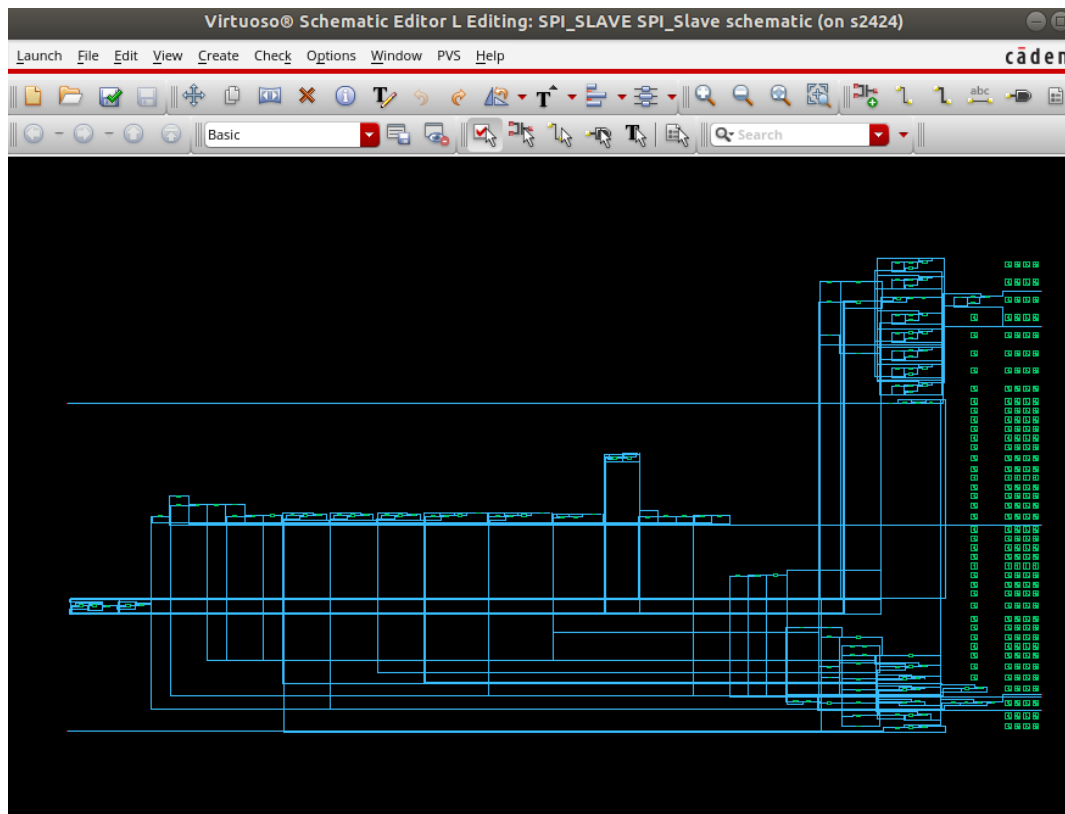 Virtuoso® Schematic Editor L Editing: SPI_SLAVE SPI_Slave schematic (on s2424)
Launch File Edit View Create Check Options Window PVS Help
cāden
abc
Basic
Search